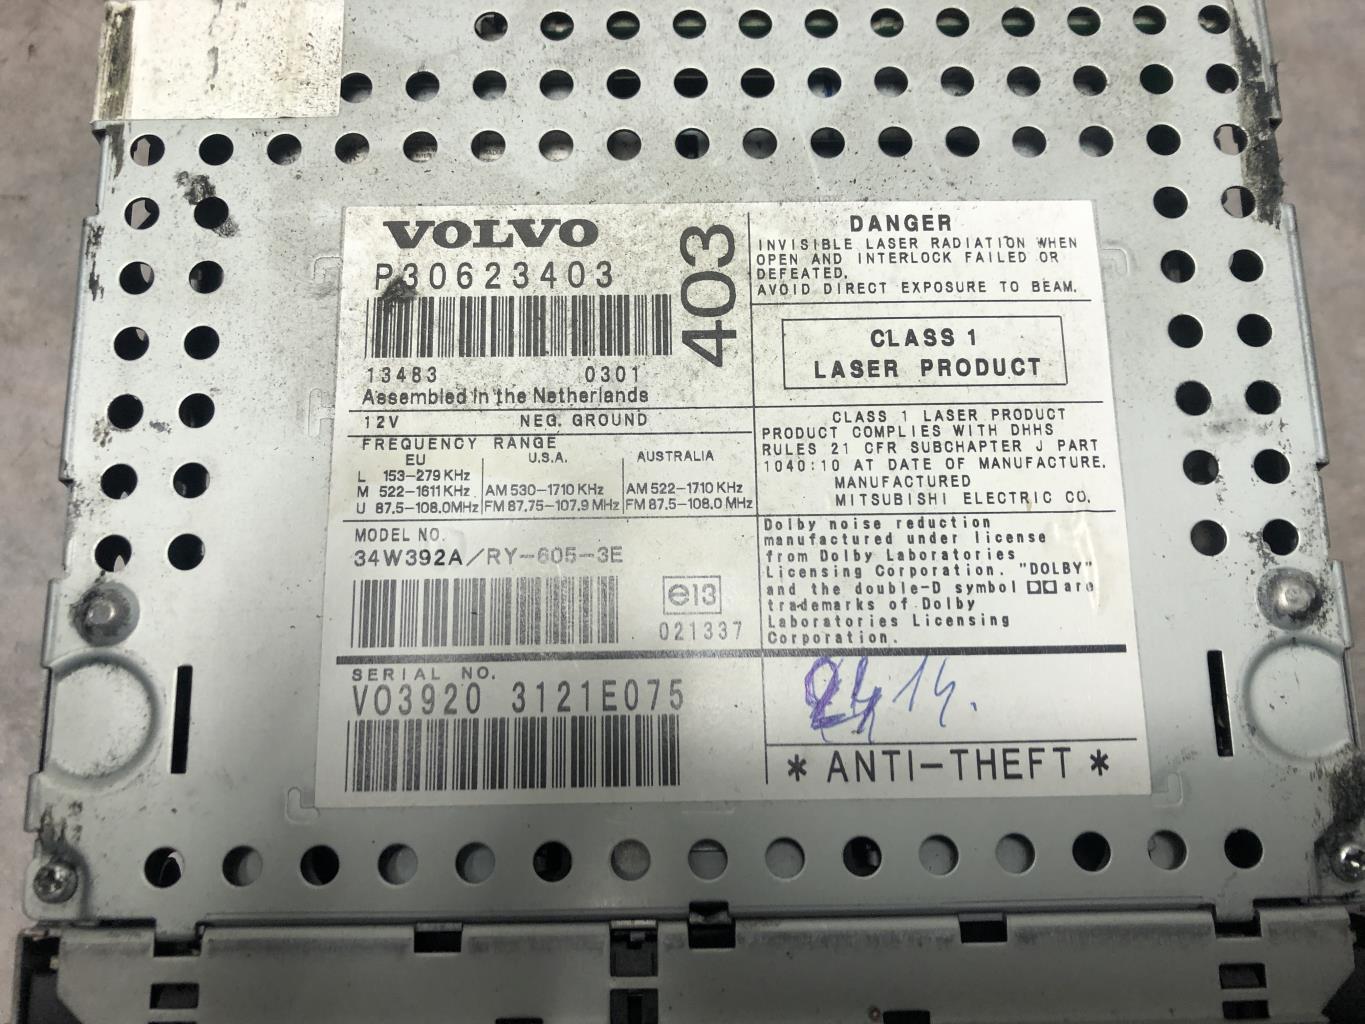 VOLVO
P30623403
403
13483 0301
Assembled in the Netherlands
12V NEG. GROUND
FREQUENCY RANGE
EU U.S.A. AUSTRALIA
L 153-279 KHz
M 522-1611 KHz AM 530-1710 KHz AM 522-1710 KHz
U 87.5-108.0 MHz FM 87.75-107.9 MHz FM 87.5-108.0 MHz
MODEL NO.
34W392A/RY-605-3E
e13
021337
SERIAL NO.
VO3920 3121E075
DANGER
INVISIBLE LASER RADIATION WHEN
OPEN AND INTERLOCK FAILED OR
DEFEATED.
AVOID DIRECT EXPOSURE TO BEAM.
CLASS 1
LASER PRODUCT
CLASS 1 LASER PRODUCT
PRODUCT COMPLIES WITH DHHS
RULES 21 CFR SUBCHAPTER J PART
1040:10 AT DATE OF MANUFACTURE.
MANUFACTURED
MITSUBISHI ELECTRIC CO.
Dolby noise reduction
manufactured under license
from Dolby Laboratories
Licensing Corporation. "DOLBY"
and the double-D symbol are
trademarks of Dolby
Laboratories Licensing
Corporation.
14.
* ANTI-THEFT *